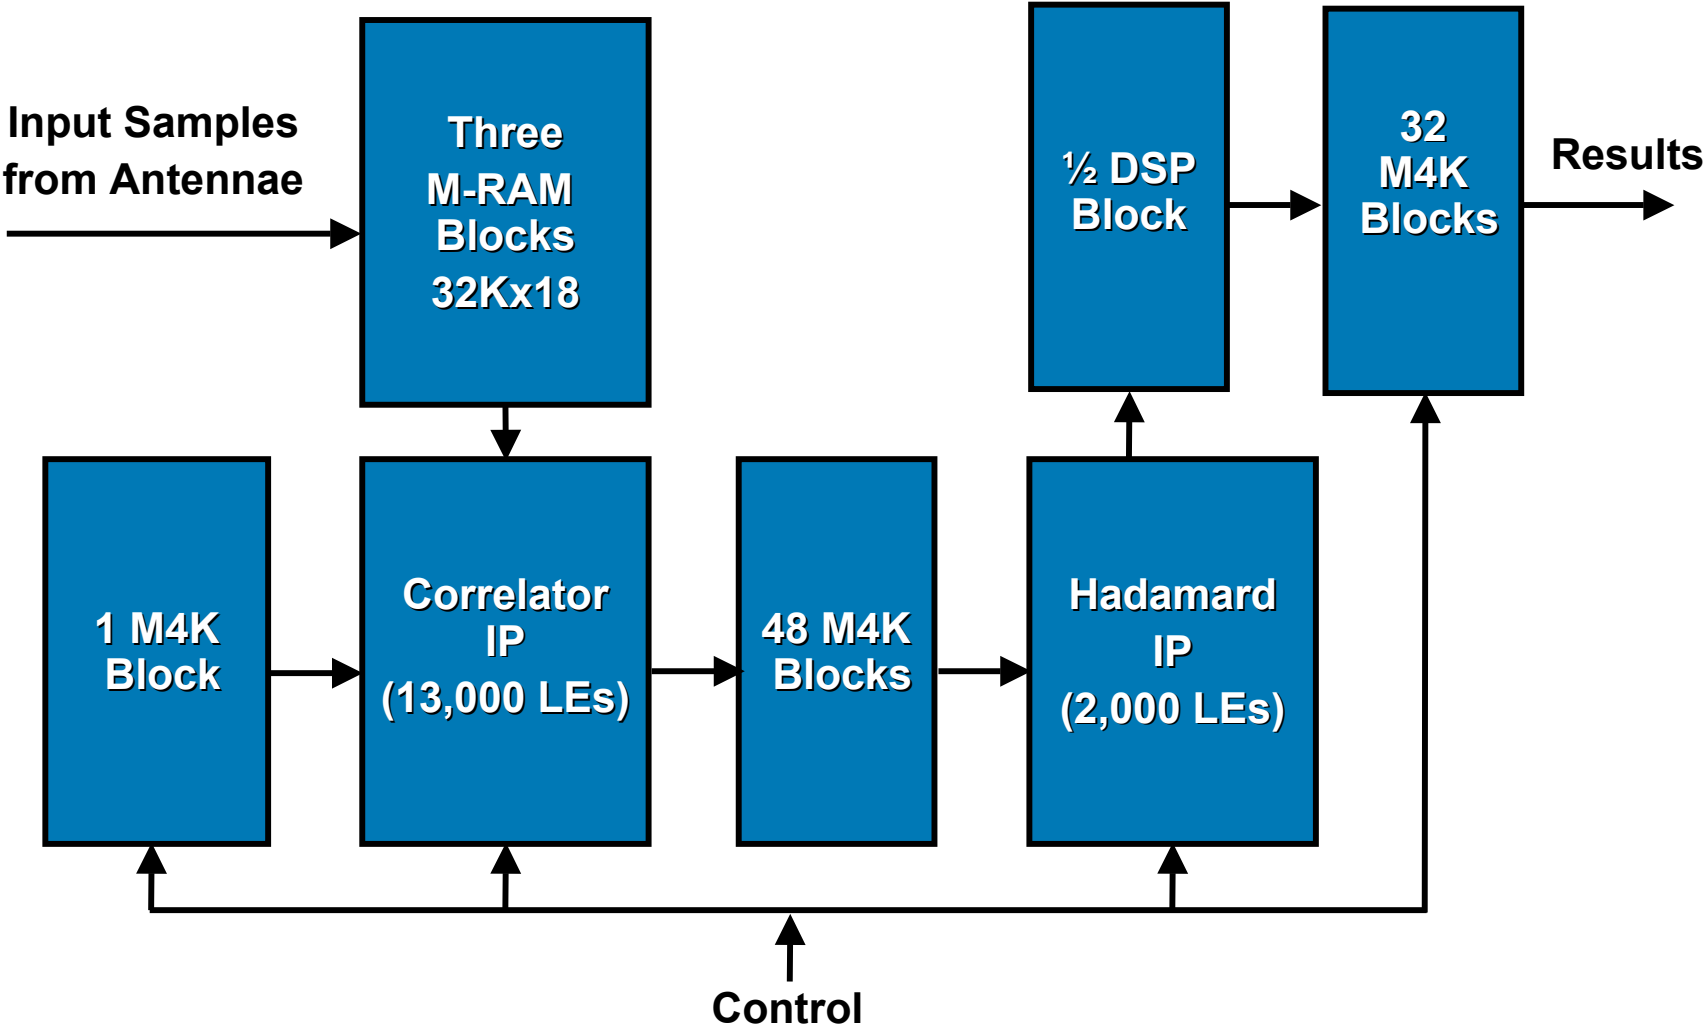 Input Samples
from Antennae
Three
M-RAM
Blocks
32Kx18
½ DSP
Block
32
M4K
Blocks
Results
1 M4K
Block
Correlator
IP
(13,000 LEs)
48 M4K
Blocks
Hadamard
IP
(2,000 LEs)
Control